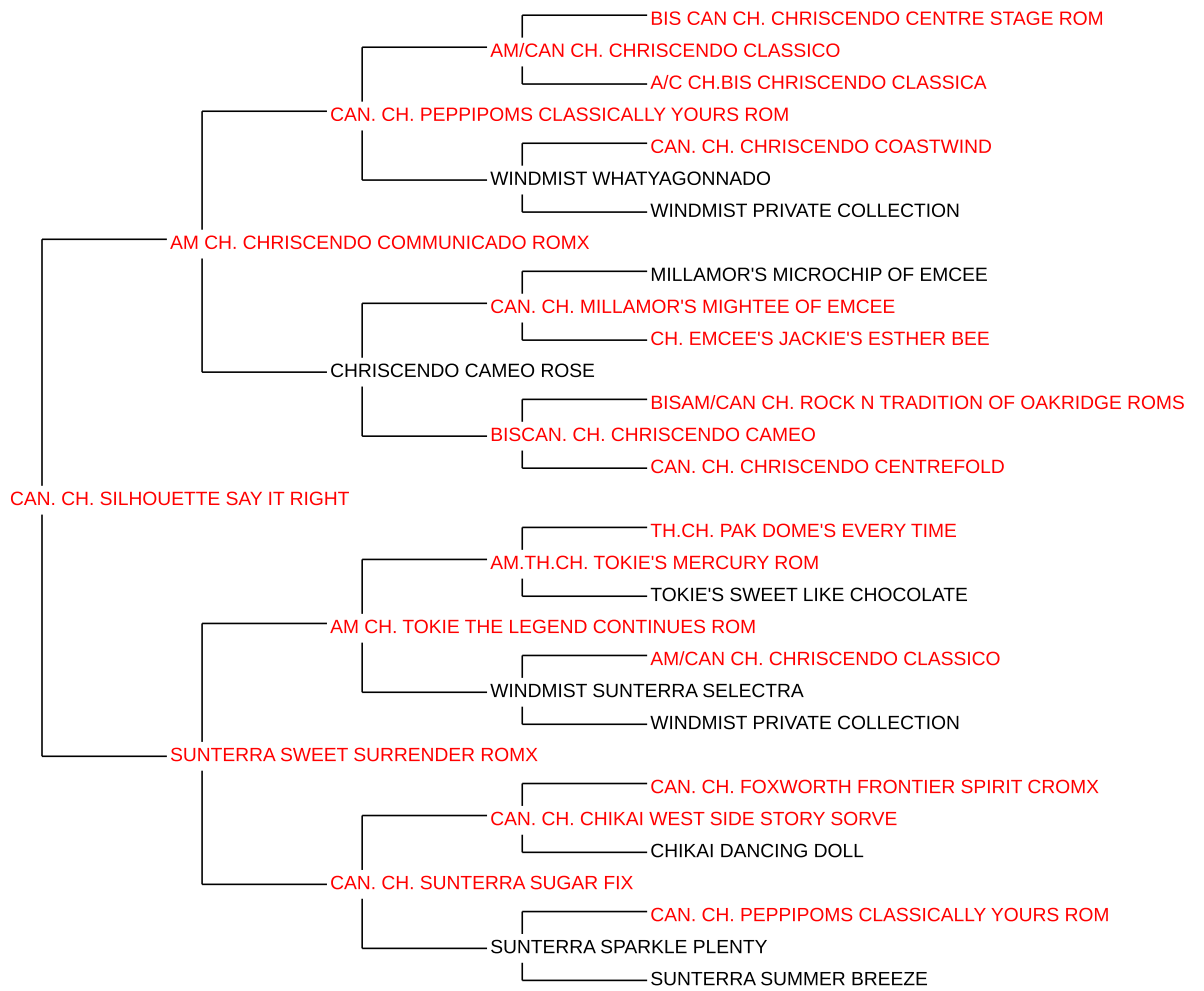 BIS CAN CH. CHRISCENDO CENTRE STAGE ROM
AM/CAN CH. CHRISCENDO CLASSICO
A/C CH.BIS CHRISCENDO CLASSICA
CAN. CH. PEPPIPOMS CLASSICALLY YOURS ROM
CAN. CH. CHRISCENDO COASTWIND
WINDMIST WHATYAGONNADO
WINDMIST PRIVATE COLLECTION
AM CH. CHRISCENDO COMMUNICADO ROMX
MILLAMOR'S MICROCHIP OF EMCEE
CAN. CH. MILLAMOR'S MIGHTEE OF EMCEE
CH. EMCEE'S JACKIE'S ESTHER BEE
CHRISCENDO CAMEO ROSE
BISAM/CAN CH. ROCK N TRADITION OF OAKRIDGE ROMS
BISCAN. CH. CHRISCENDO CAMEO
CAN. CH. CHRISCENDO CENTREFOLD
CAN. CH. SILHOUETTE SAY IT RIGHT
TH.CH. PAK DOME'S EVERY TIME
AM.TH.CH. TOKIE'S MERCURY ROM
TOKIE'S SWEET LIKE CHOCOLATE
AM CH. TOKIE THE LEGEND CONTINUES ROM
AM/CAN CH. CHRISCENDO CLASSICO
WINDMIST SUNTERRA SELECTRA
WINDMIST PRIVATE COLLECTION
SUNTERRA SWEET SURRENDER ROMX
CAN. CH. FOXWORTH FRONTIER SPIRIT CROMX
CAN. CH. CHIKAI WEST SIDE STORY SORVE
CHIKAI DANCING DOLL
CAN. CH. SUNTERRA SUGAR FIX
CAN. CH. PEPPIPOMS CLASSICALLY YOURS ROM
SUNTERRA SPARKLE PLENTY
SUNTERRA SUMMER BREEZE